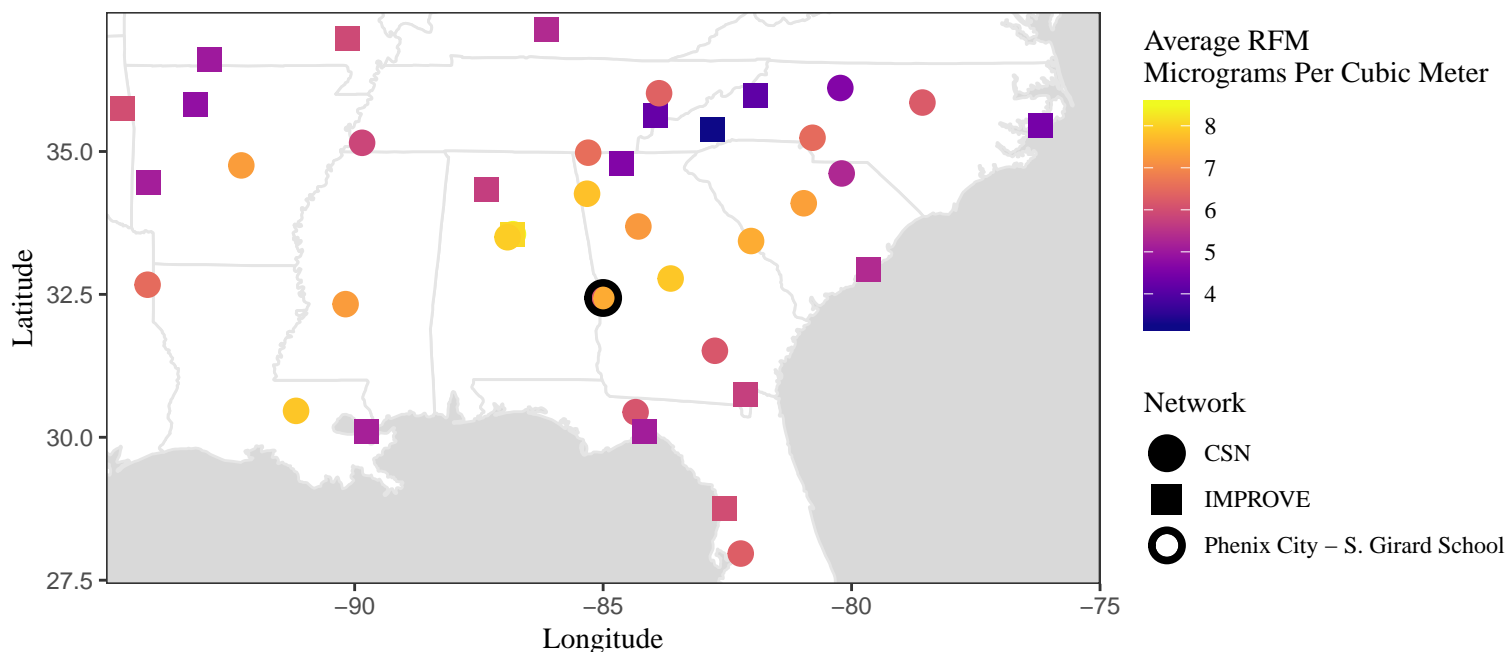 Average RFM
Micrograms Per Cubic Meter
8
7
6
5
4
Network
CSN
IMPROVE
Phenix City – S. Girard School
Latitude
35.0
32.5
30.0
27.5
−90
−85
−80
−75
Longitude